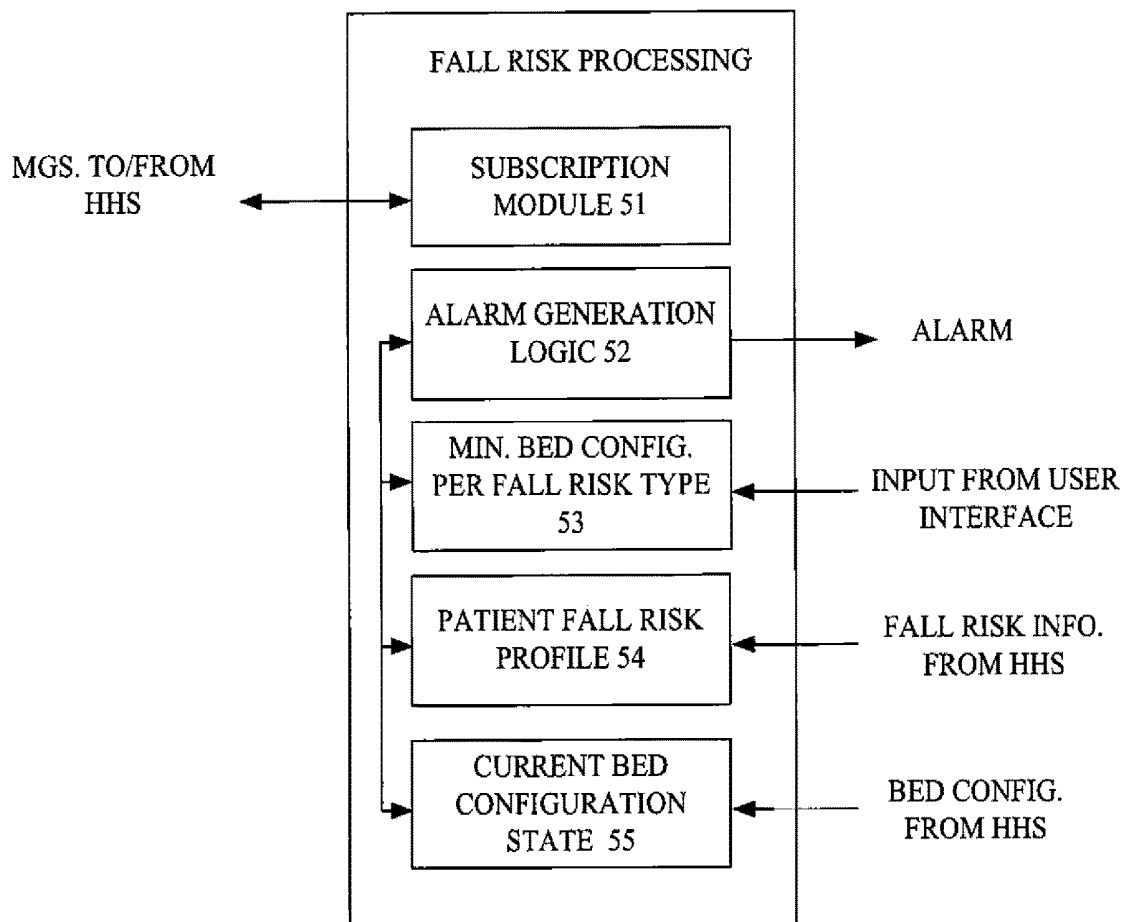 FALL RISK PROCESSING
MGS. TO/FROM
HHS
SUBSCRIPTION
MODULE 51
ALARM GENERATION
LOGIC 52
ALARM
MIN. BED CONFIG.
PER FALL RISK TYPE
53
INPUT FROM USER
INTERFACE
PATIENT FALL RISK
PROFILE 54
FALL RISK INFO.
FROM HHS
CURRENT BED
CONFIGURATION
STATE 55
BED CONFIG.
FROM HHS